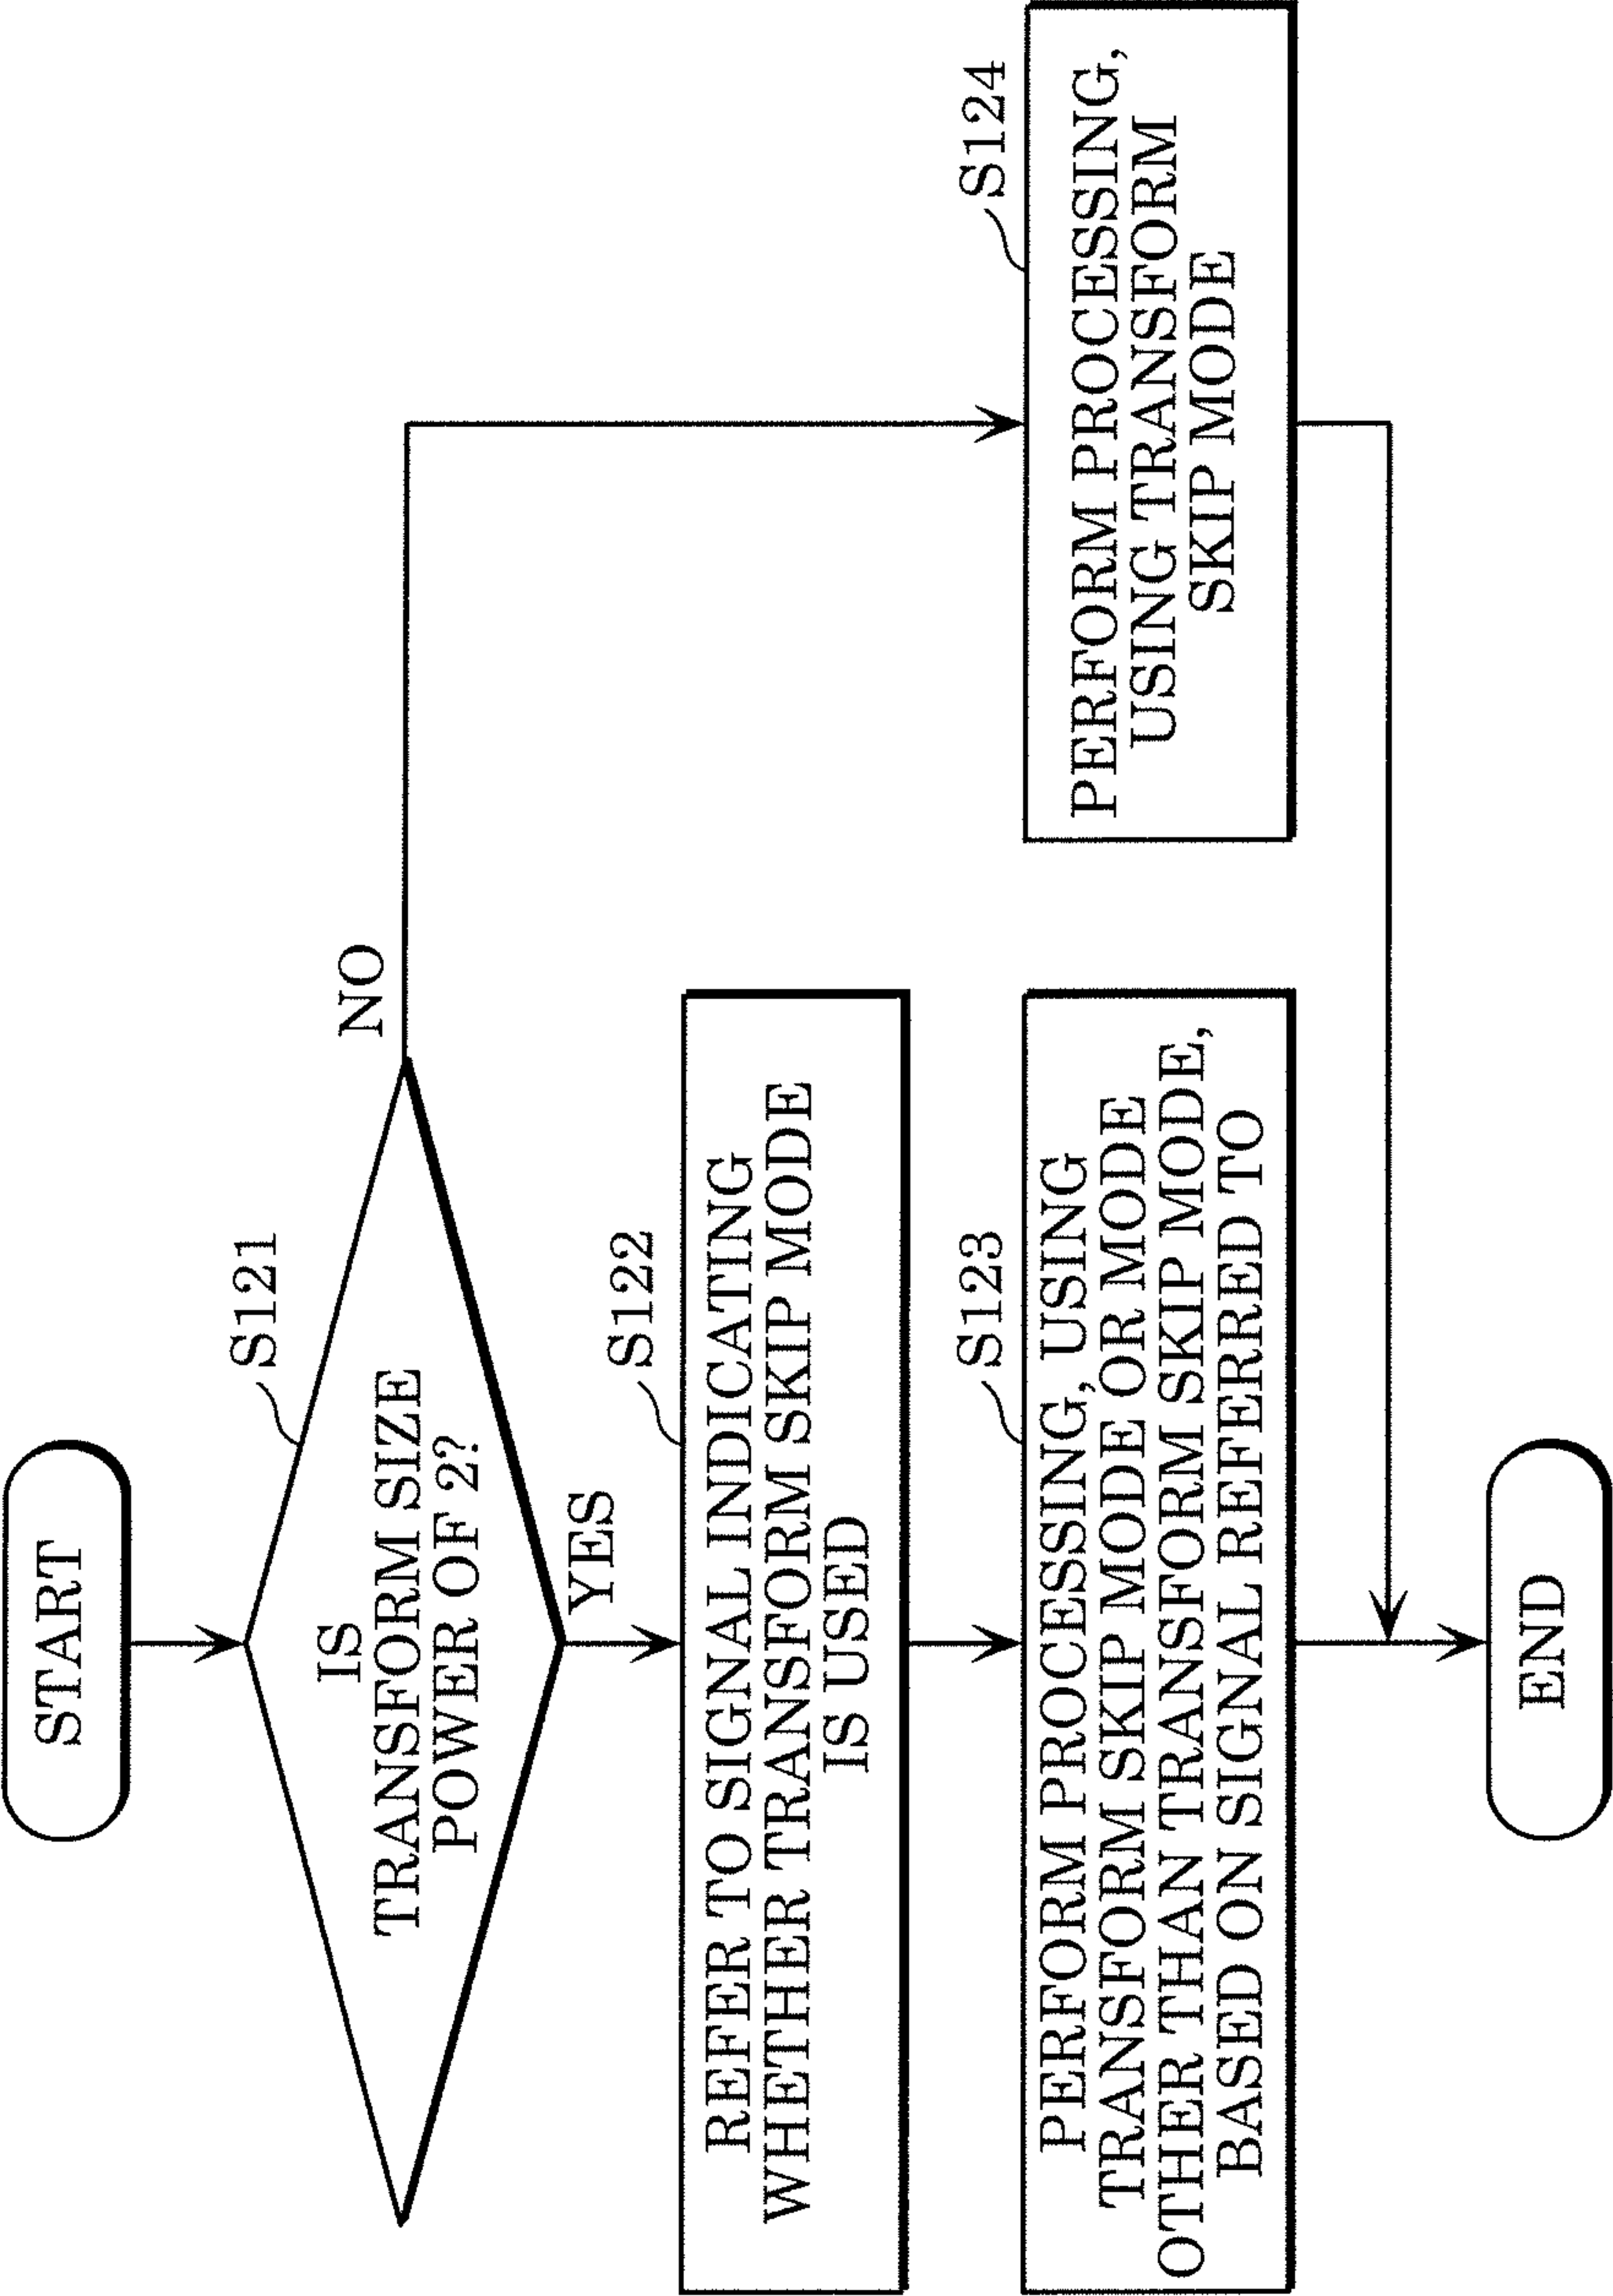 START
S121
IS
TRANSFORM SIZE
POWER OF 2?
NO
YES
S122
REFER TO SIGNAL INDICATING
WHETHER TRANSFORM SKIP MODE
IS USED
S123
PERFORM PROCESSING, USING
TRANSFORM SKIP MODE OR MODE
OTHER THAN TRANSFORM SKIP MODE,
BASED ON SIGNAL REFERRED TO
S124
PERFORM PROCESSING,
USING TRANSFORM
SKIP MODE
END